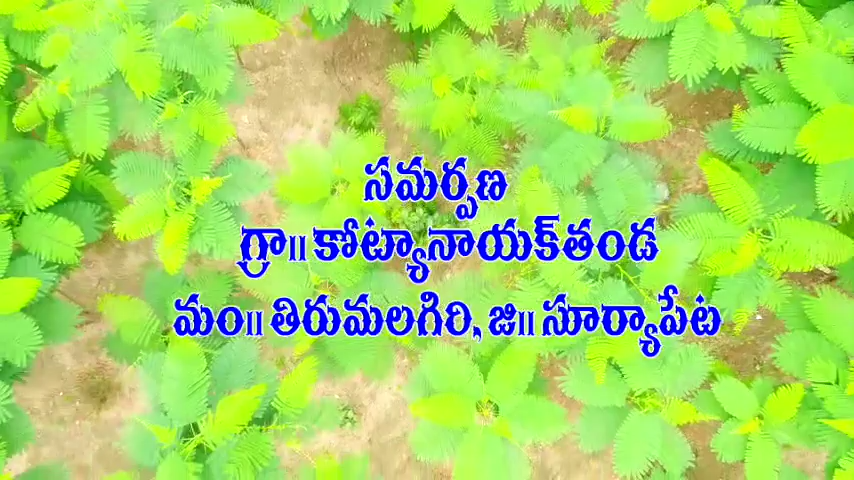 సమర్పణ
గ్రా॥ కోట్యానాయక్‌తండ
మం॥ తిరుమలగిరి, జి॥ సూర్యాపేట